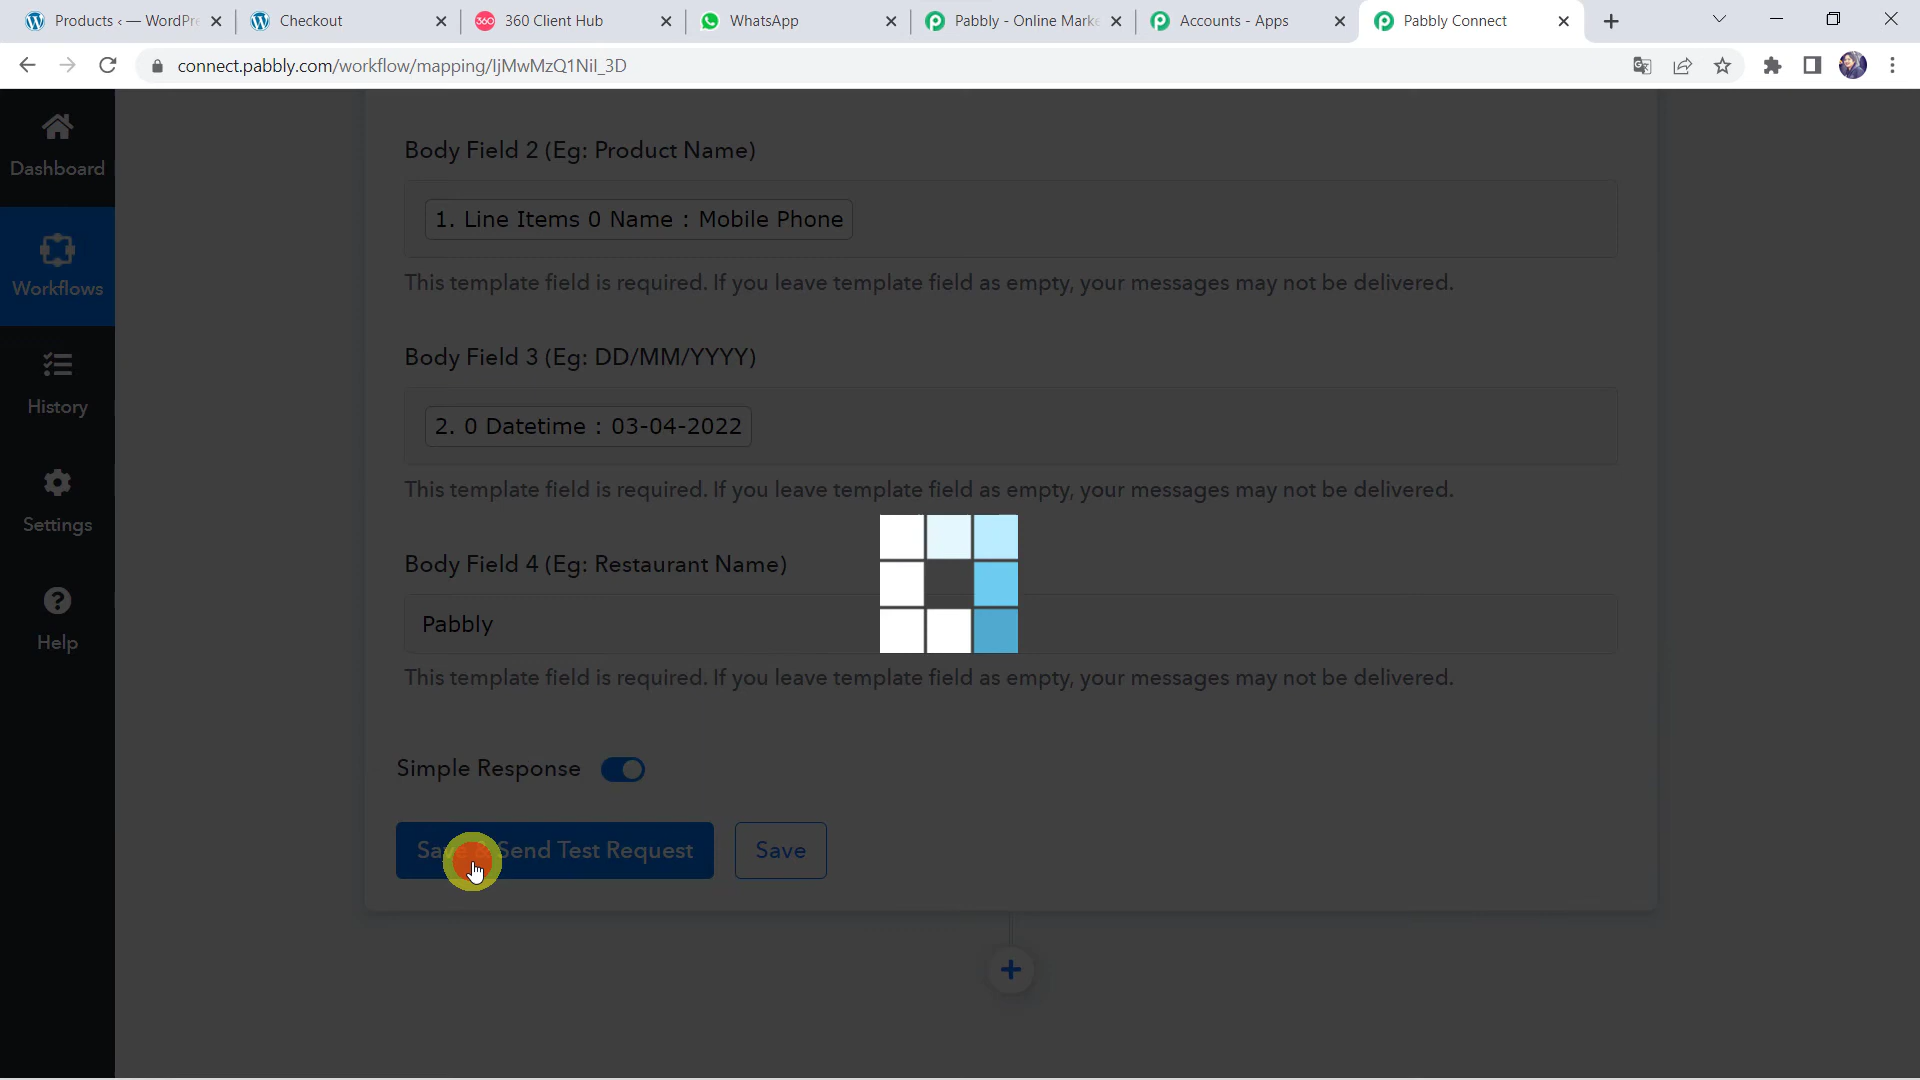 Products ‹ — WordPre
Checkout
360 Client Hub
WhatsApp
Pabbly - Online Marke
Accounts - Apps
Pabbly Connect
connect.pabbly.com/workflow/mapping/IjMwMzQ1NiI_3D
Dashboard
Workflows
History
Settings
Help
Body Field 2 (Eg: Product Name)
1. Line Items 0 Name : Mobile Phone
This template field is required. If you leave template field as empty, your messages may not be delivered.
Body Field 3 (Eg: DD/MM/YYYY)
2. 0 Datetime : 03-04-2022
This template field is required. If you leave template field as empty, your messages may not be delivered.
Body Field 4 (Eg: Restaurant Name)
Pabbly
This template field is required. If you leave template field as empty, your messages may not be delivered.
Simple Response
Save & Send Test Request
Save